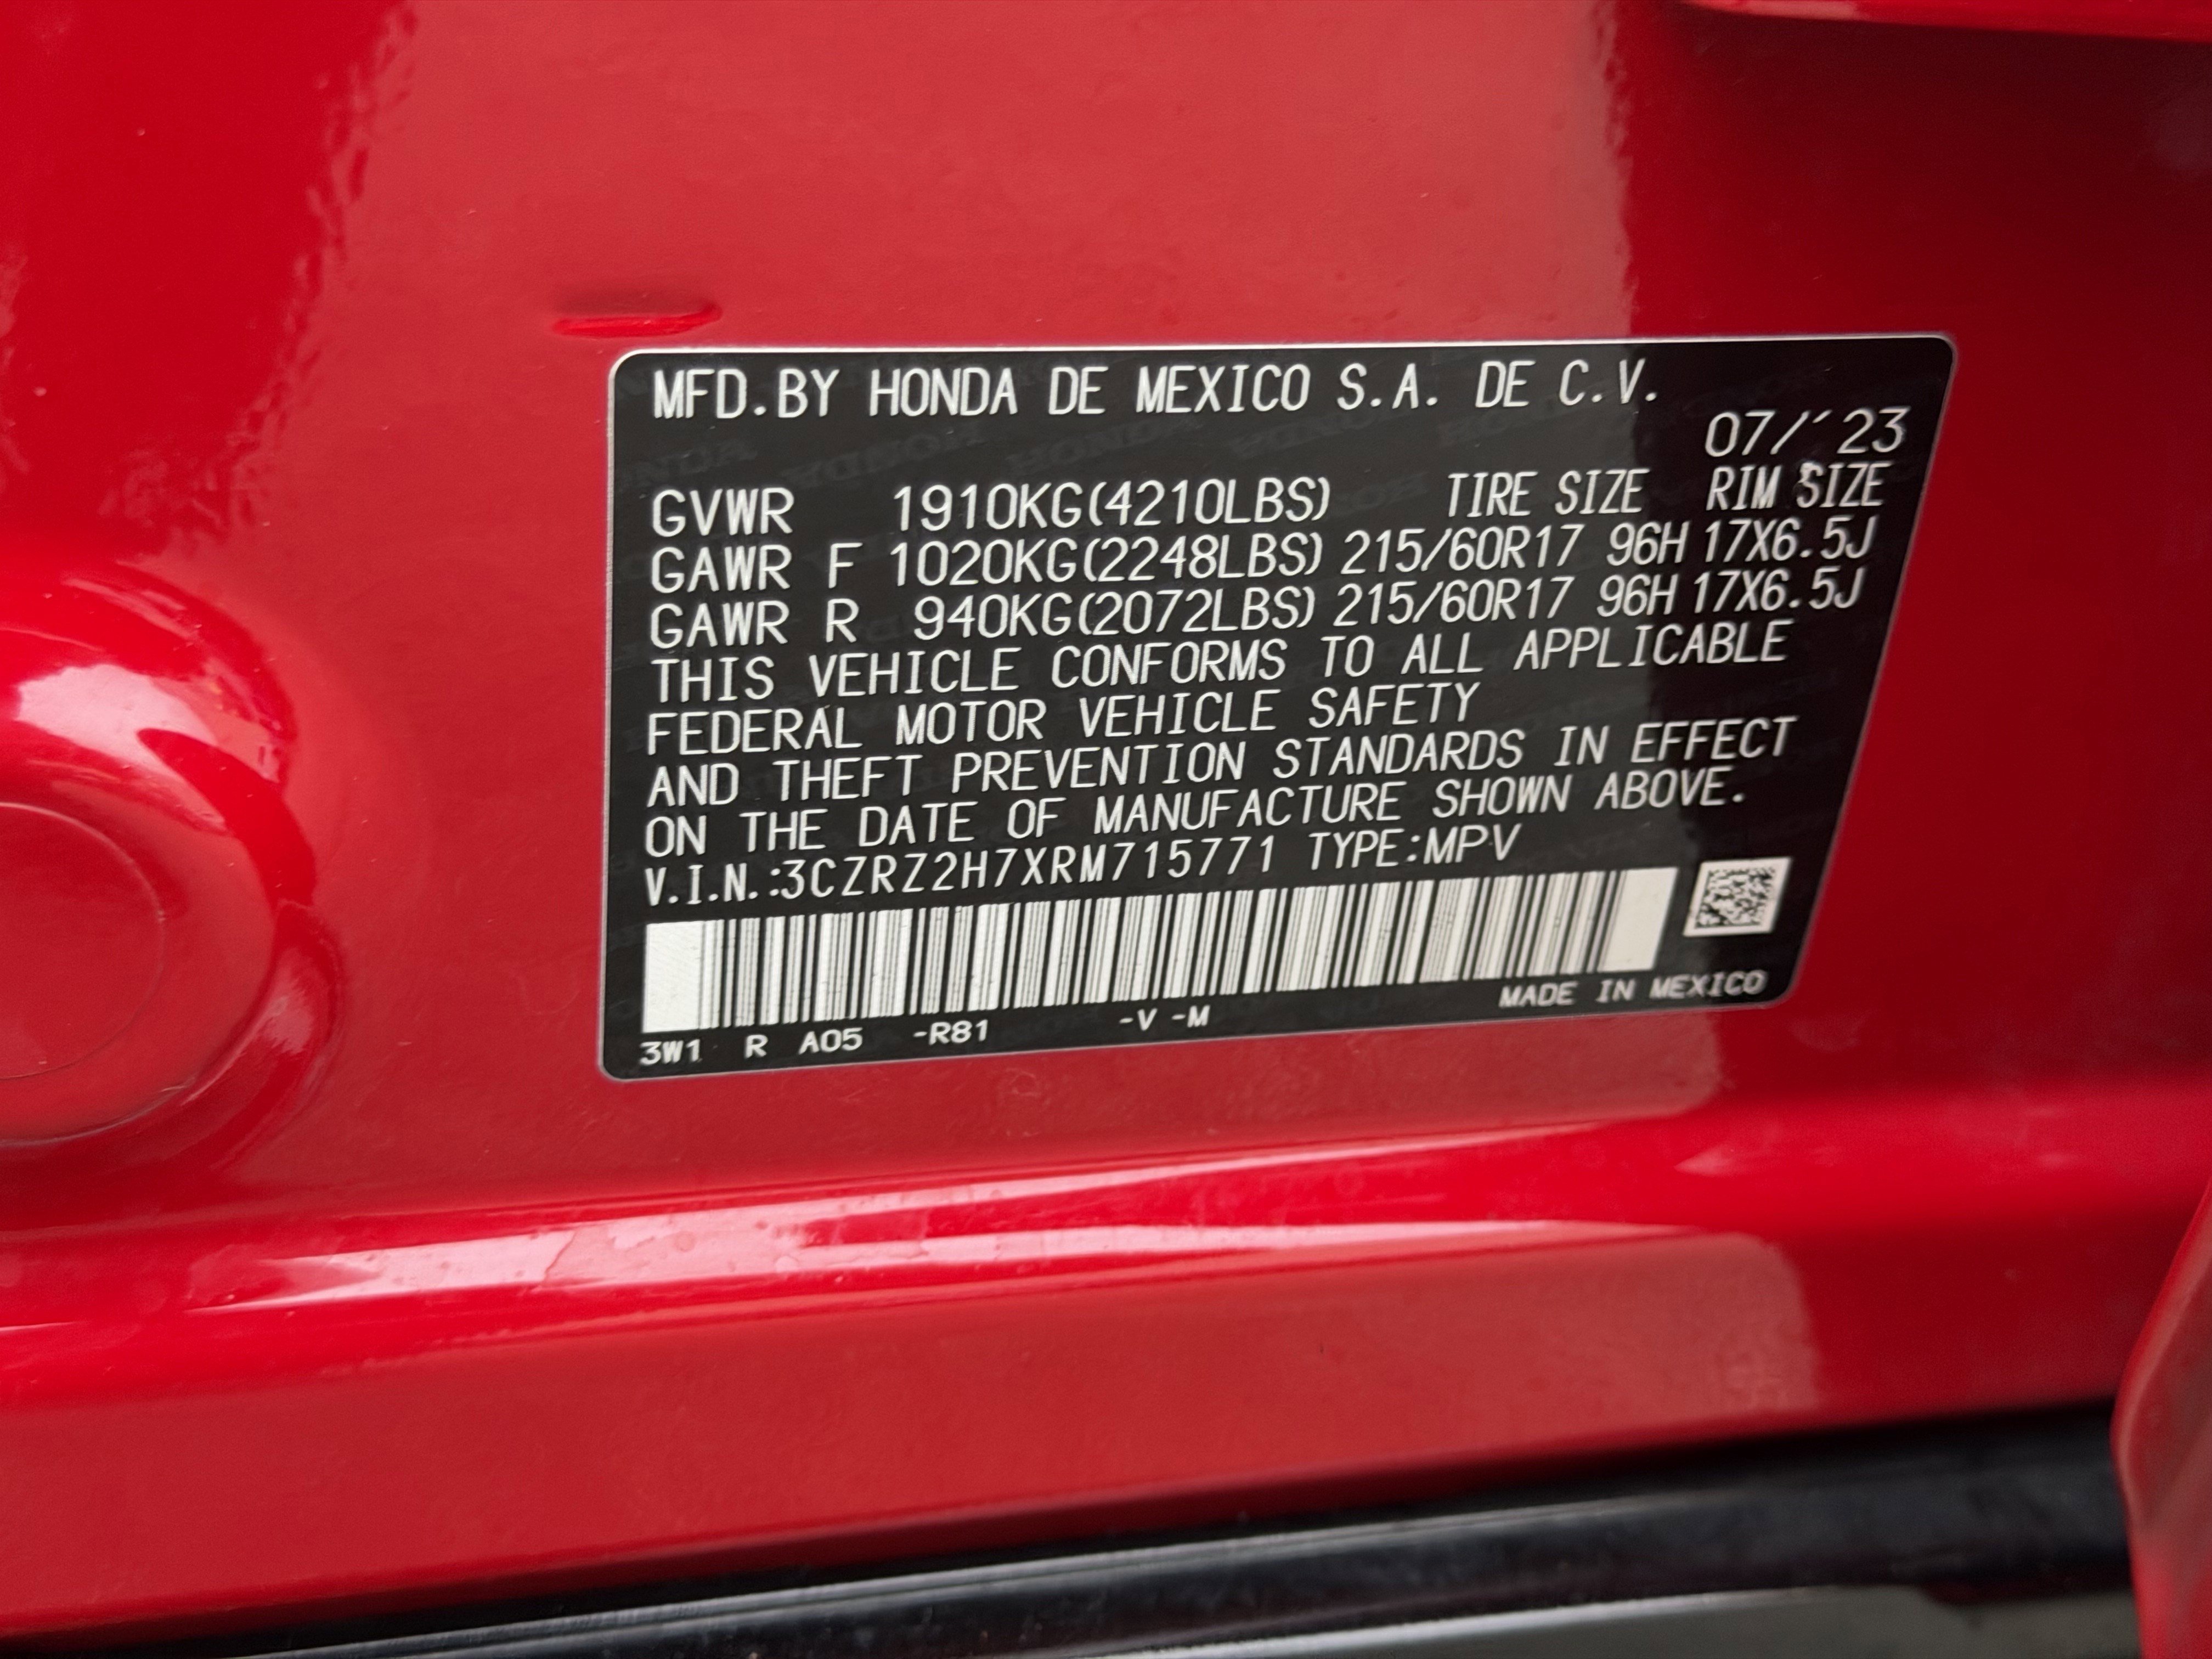 MFD.BY HONDA DE MEXICO S.A. DE C.V.
07/'23
GVWR 1910KG(4210LBS) TIRE SIZE RIM SIZE
GAWR F 1020KG(2248LBS) 215/60R17 96H 17X6.5J
GAWR R 940KG(2072LBS) 215/60R17 96H 17X6.5J
THIS VEHICLE CONFORMS TO ALL APPLICABLE
FEDERAL MOTOR VEHICLE SAFETY
AND THEFT PREVENTION STANDARDS IN EFFECT
ON THE DATE OF MANUFACTURE SHOWN ABOVE.
V.I.N.:3CZRZ2H7XRM715771 TYPE:MPV
MADE IN MEXICO
3W1 R A05 -R81 -V -M